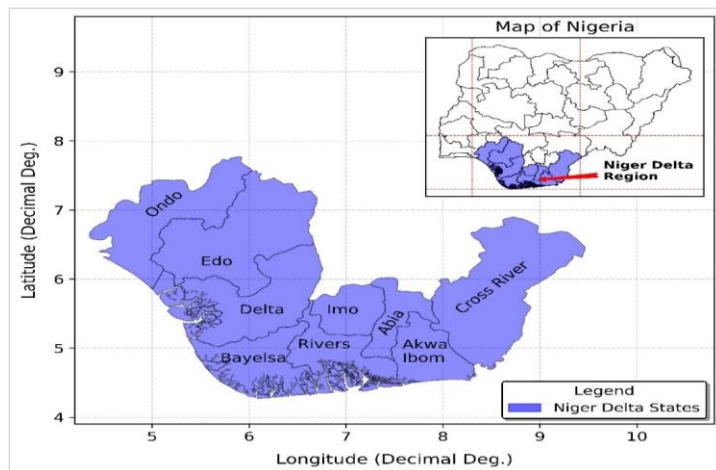 Map of Nigeria
Niger Delta
Region
Latitude (Decimal Deg.)
9
8
7
6
5
4
Ondo
Edo
Delta
Imo
Abia
Cross River
Rivers
Akwa
Ibom
Bayelsa
Legend
Niger Delta States
5 6 7 8 9 10
Longitude (Decimal Deg.)